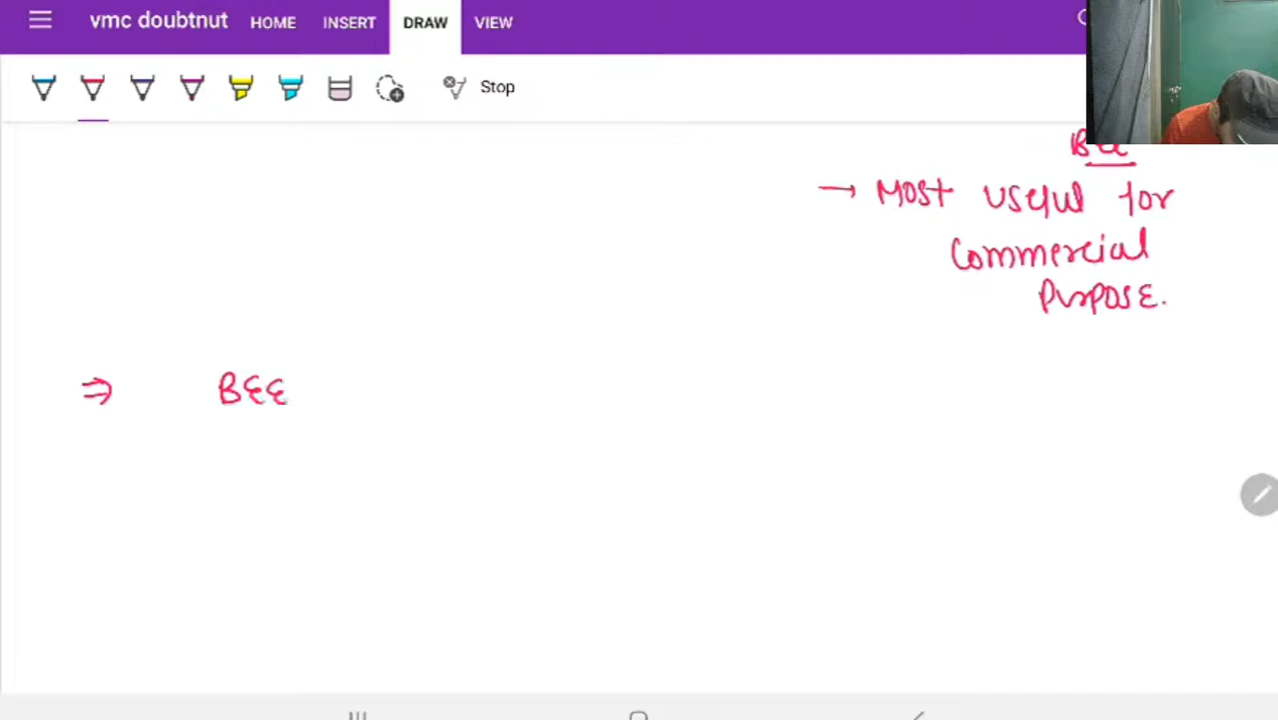 vmc doubtnut HOME INSERT DRAW VIEW
Stop
→ Most useful for
Commercial
Purpose.
⇒ BEE